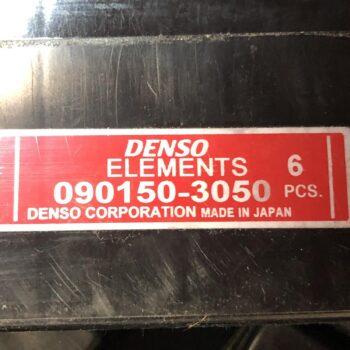 DENSO
ELEMENTS 6
090150-3050 PCS.
DENSO CORPORATION MADE IN JAPAN